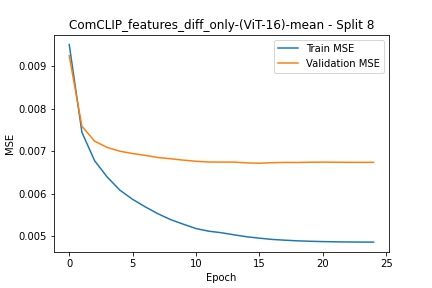 ComCLIP_features_diff_only-(ViT-16)-mean - Split 8
Train MSE
Validation MSE
0.009
0.008
0.007
0.006
0.005
MSE
0 5 10 15 20 25
Epoch